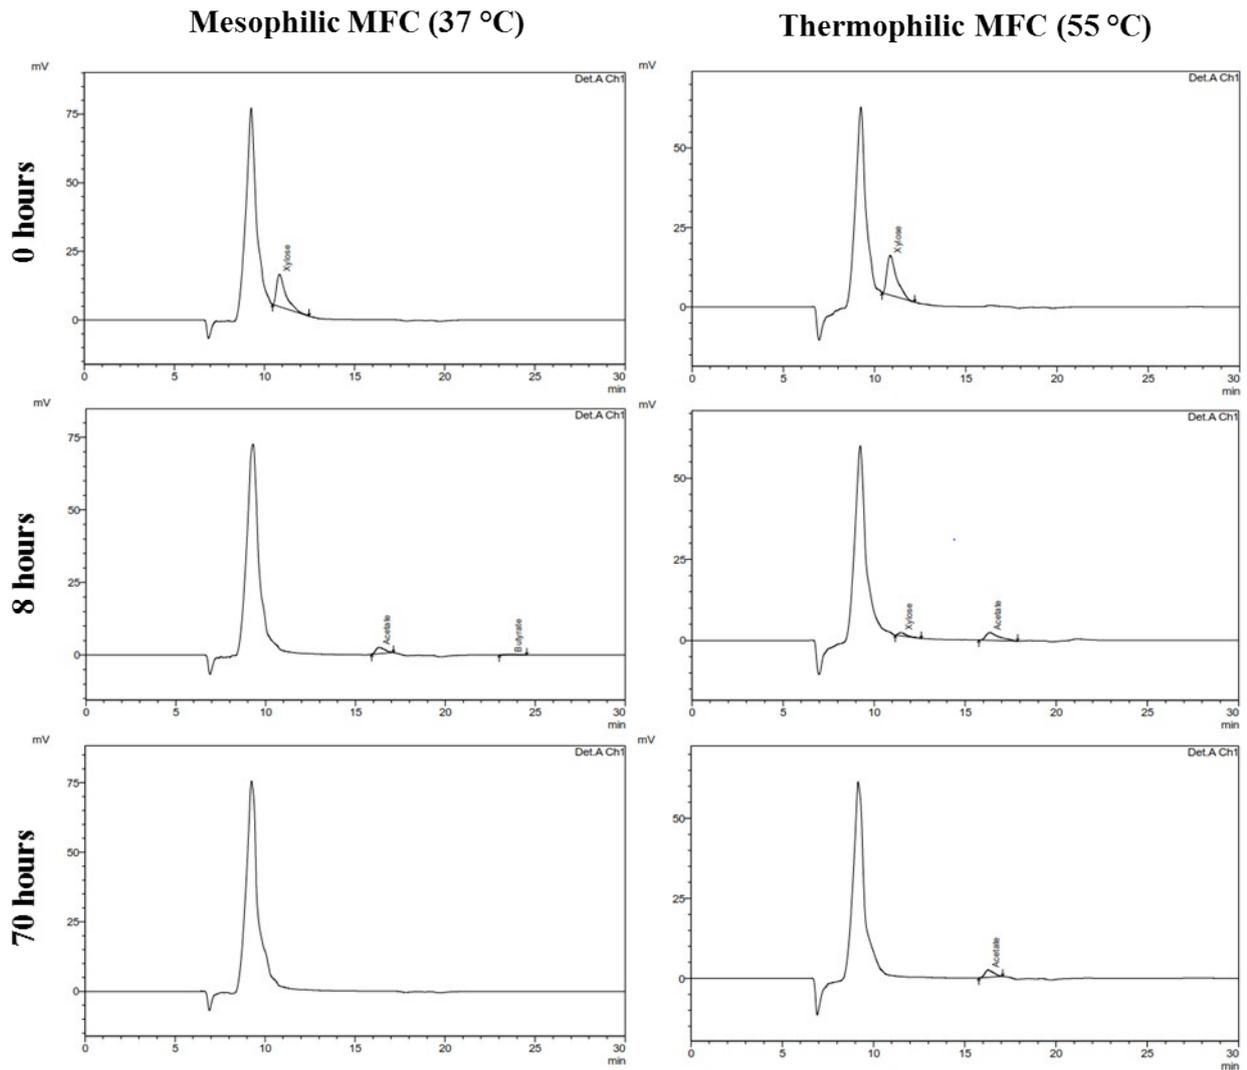 Mesophilic MFC (37 °C)
Thermophilic MFC (55 °C)
0 hours
mV
Det.A Ch1
75
50
25
0
Xylose
0 5 10 15 20 25 30
min
mV
Det.A Ch1
50
25
0
Xylose
0 5 10 15 20 25 30
min
8 hours
mV
Det.A Ch1
75
50
25
0
Acetate
Butyrate
0 5 10 15 20 25 30
min
mV
Det.A Ch1
50
25
0
Xylose
Acetate
0 5 10 15 20 25 30
min
70 hours
mV
Det.A Ch1
75
50
25
0
0 5 10 15 20 25 30
min
mV
Det.A Ch1
50
25
0
Acetate
0 5 10 15 20 25 30
min